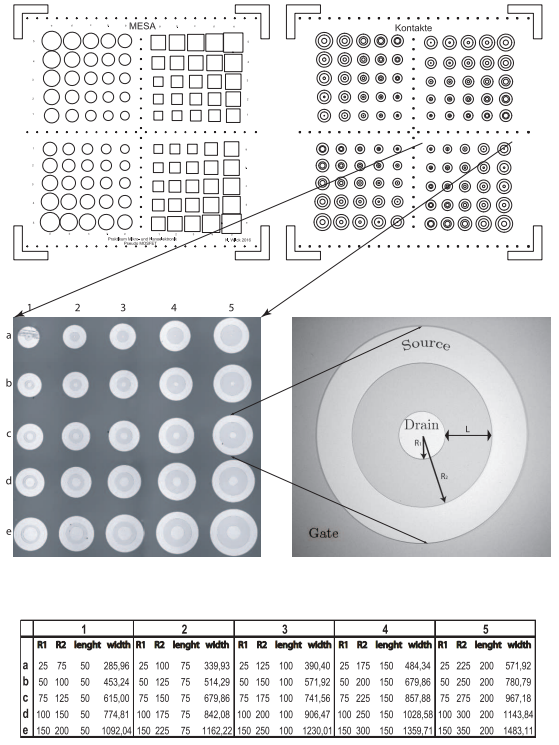 MESA
Kontakte
Praktikum Mikro- und Nanoelektronik
Pseudo MOSFET
1 2 3 4 5
a
b
c
d
e
Source
Drain
R₁
L
R₂
Gate
1 2 3 4 5
R1 R2 lenght width R1 R2 lenght width R1 R2 lenght width R1 R2 lenght width R1 R2 lenght width
a 25 75 50 285,96 25 100 75 339,93 25 125 100 390,40 25 175 150 484,34 25 225 200 571,92
b 50 100 50 453,24 50 125 75 514,29 50 150 100 571,92 50 200 150 679,86 50 250 200 780,79
c 75 125 50 615,00 75 150 75 679,86 75 175 100 741,56 75 225 150 857,88 75 275 200 967,18
d 100 150 50 774,81 100 175 75 842,08 100 200 100 906,47 100 250 150 1028,58 100 300 200 1143,84
e 150 200 50 1092,04 150 225 75 1162,22 150 250 100 1230,01 150 300 150 1359,71 150 350 200 1483,11